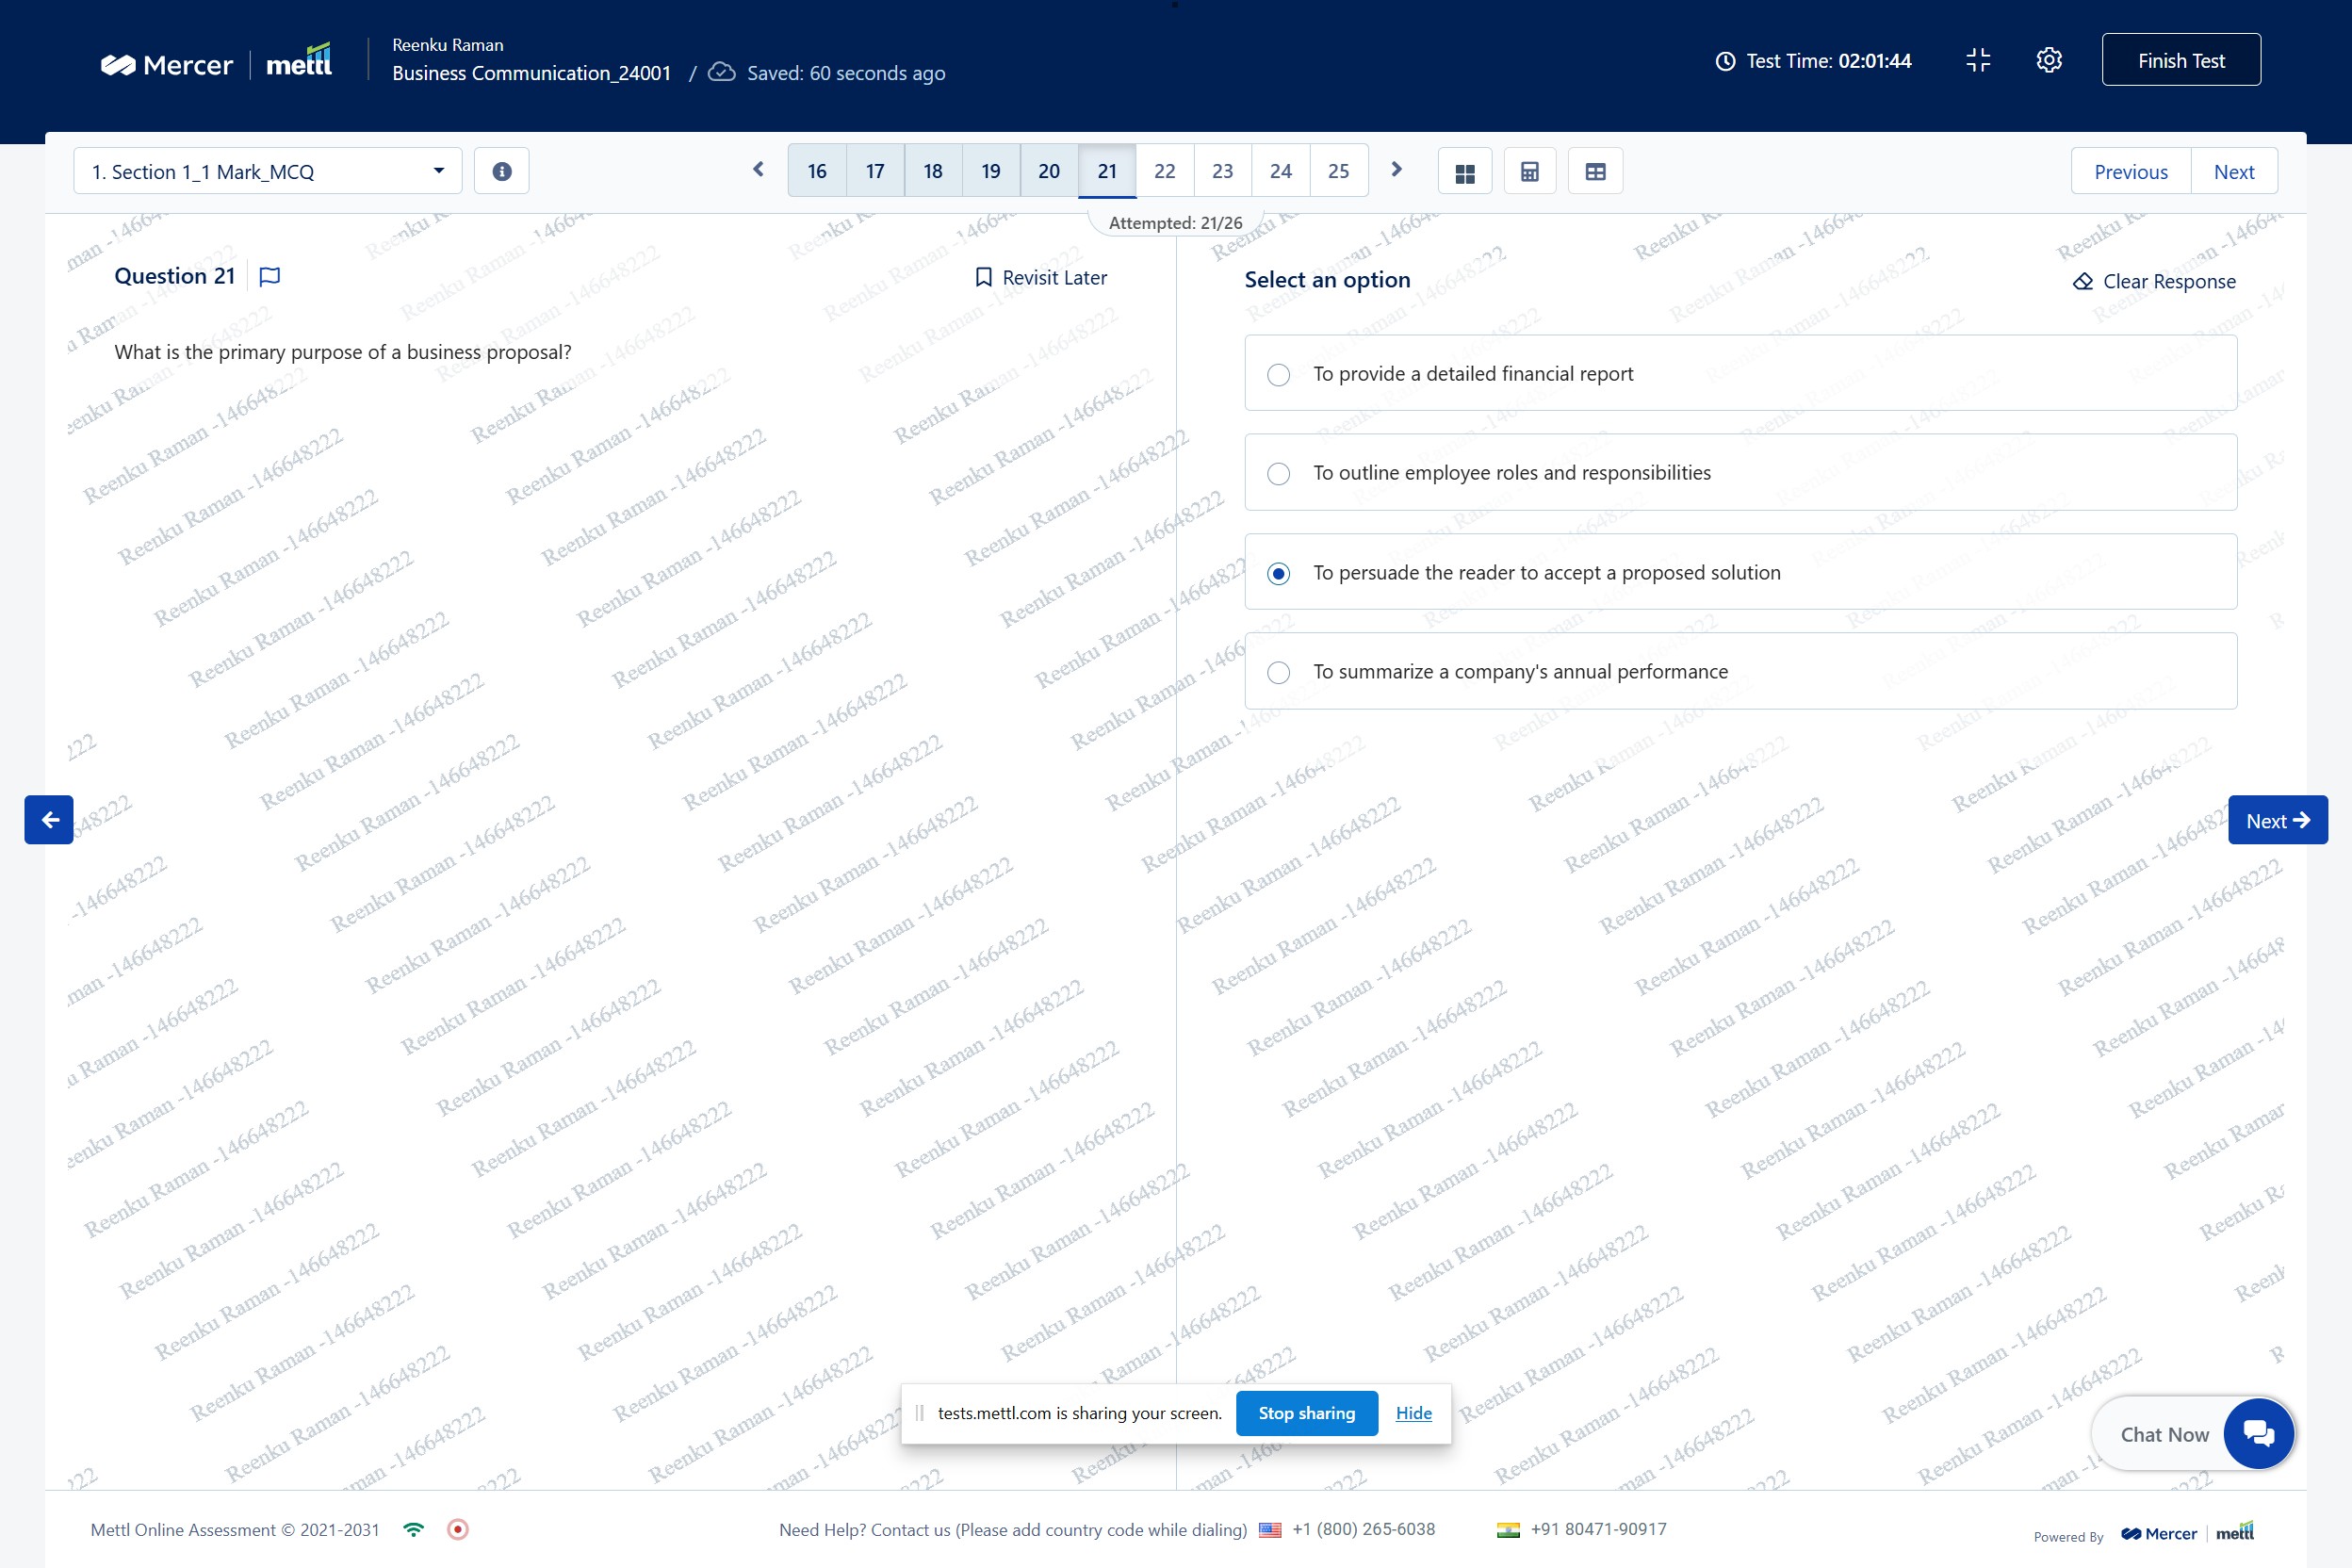 Mercer | mettl
Reenku Raman
Business Communication_24001 / Saved: 60 seconds ago
Test Time: 02:01:44
Finish Test
1. Section 1_1 Mark_MCQ
16 17 18 19 20 21 22 23 24 25
Previous Next
Attempted: 21/26
Question 21
Revisit Later
What is the primary purpose of a business proposal?
Select an option
Clear Response
To provide a detailed financial report
To outline employee roles and responsibilities
To persuade the reader to accept a proposed solution
To summarize a company's annual performance
Next
Reenku Raman -146648222
tests.mettl.com is sharing your screen. Stop sharing Hide
Chat Now
Mettl Online Assessment © 2021-2031
Need Help? Contact us (Please add country code while dialing) +1 (800) 265-6038 +91 80471-90917
Powered By Mercer | mettl